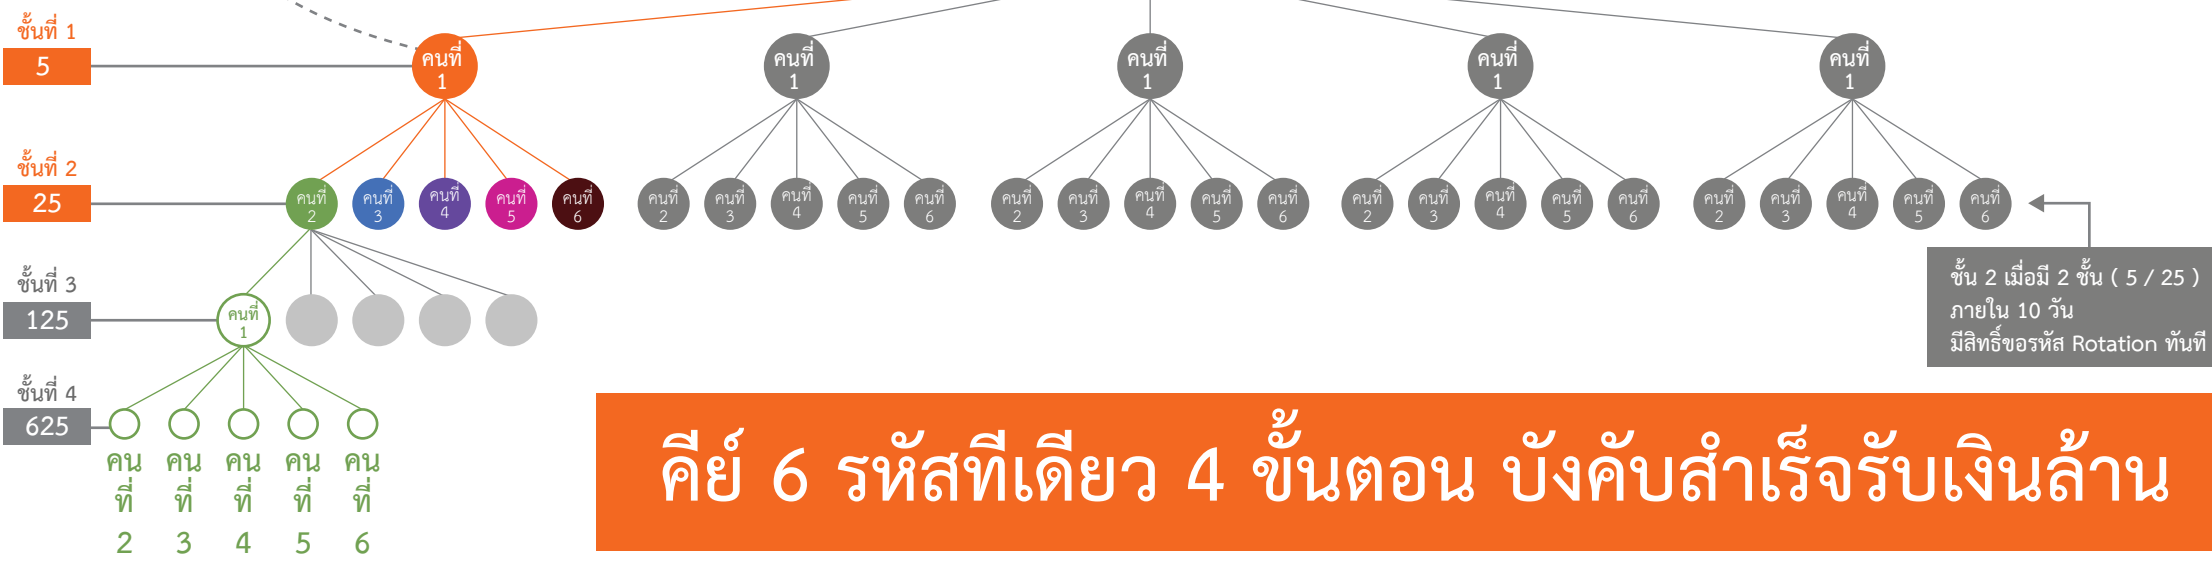 ชั้นที่ 1
5
คนที่
1
คนที่
1
คนที่
1
คนที่
1
คนที่
1
ชั้นที่ 2
25
คนที่
2
คนที่
3
คนที่
4
คนที่
5
คนที่
6
คนที่
2
คนที่
3
คนที่
4
คนที่
5
คนที่
6
คนที่
2
คนที่
3
คนที่
4
คนที่
5
คนที่
6
คนที่
2
คนที่
3
คนที่
4
คนที่
5
คนที่
6
คนที่
2
คนที่
3
คนที่
4
คนที่
5
คนที่
6
ชั้น 2 เมื่อมี 2 ชั้น ( 5 / 25 )
ภายใน 10 วัน
มีสิทธิ์ขอรหัส Rotation ทันที
ชั้นที่ 3
125
คนที่
1
ชั้นที่ 4
625
คน
ที่
2
คน
ที่
3
คน
ที่
4
คน
ที่
5
คน
ที่
6
คีย์ 6 รหัสทีเดียว 4 ขั้นตอน บังคับสำเร็จรับเงินล้าน